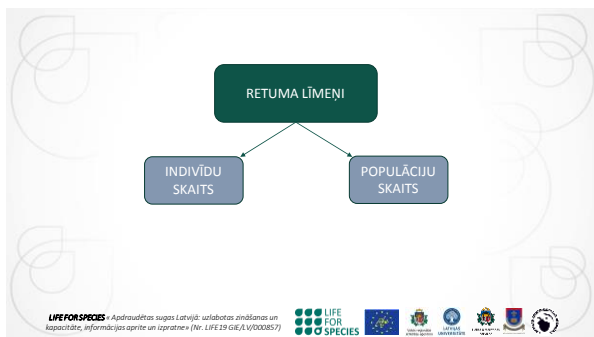 RETUMA LĪMEŅI
INDIVĪDU
SKAITS
POPULĀCIJU
SKAITS
LIFE FOR SPECIES « Apdraudētas sugas Latvijā: uzlabotas zināšanas un
kapacitāte, informācijas aprite un izpratne» (Nr. LIFE19 GIE/LV/000857)
LIFE
FOR
SPECIES
LATVIJAS
UNIVERSITĀTE